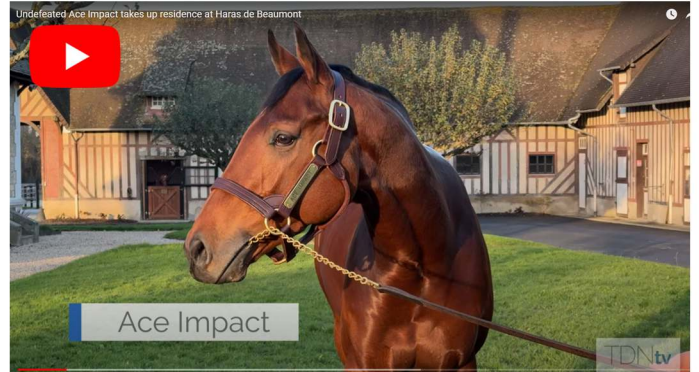 Undefeated Ace Impact takes up residence at Haras de Beaumont
Ace Impact
TDNtv